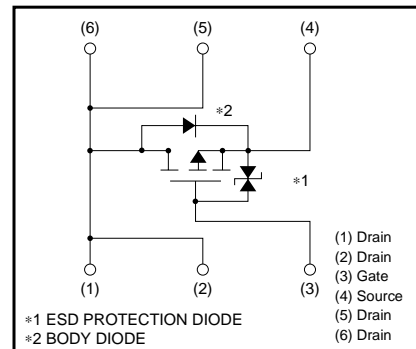 (6) (5) (4)
∗2
∗1
(1) (2) (3)
(1) Drain
(2) Drain
(3) Gate
(4) Source
(5) Drain
(6) Drain
∗1 ESD PROTECTION DIODE
∗2 BODY DIODE